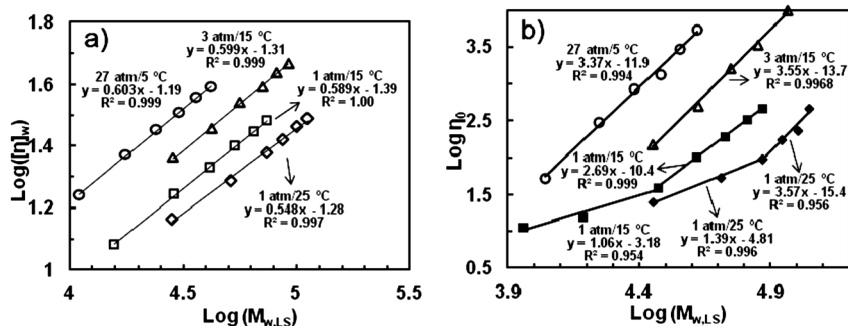 a)
Log([η]w)
1.8
1.6
1.4
1.2
1
4
4.5
5
5.5
Log (Mw,LS)
3 atm/15 °C
y = 0.599x - 1.31
R² = 0.999
27 atm/5 °C
y = 0.603x - 1.19
R² = 0.999
1 atm/15 °C
y = 0.589x - 1.39
R² = 1.00
1 atm/25 °C
y = 0.548x - 1.28
R² = 0.997
b)
Logη0
4.5
3.5
2.5
1.5
0.5
3.9
4.4
4.9
Log (Mw,LS)
27 atm/5 °C
y = 3.37x - 11.9
R² = 0.994
3 atm/15 °C
y = 3.55x - 13.7
R² = 0.9968
1 atm/15 °C
y = 2.69x - 10.4
R² = 0.999
1 atm/25 °C
y = 3.57x - 15.4
R² = 0.956
1 atm/15 °C
y = 1.06x - 3.18
R² = 0.954
1 atm/25 °C
y = 1.39x - 4.81
R² = 0.996